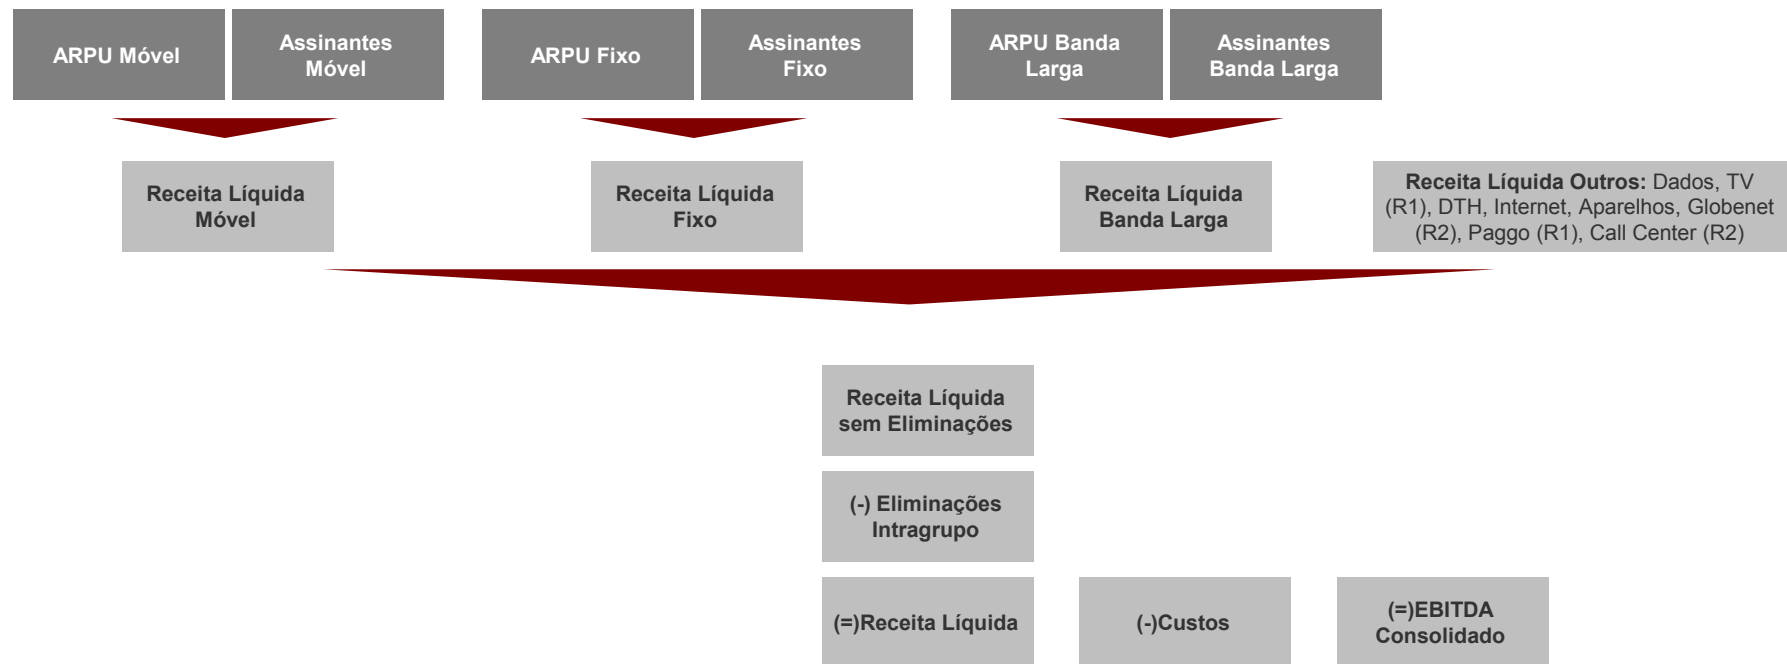 ARPU Móvel
Assinantes
Móvel
ARPU Fixo
Assinantes
Fixo
ARPU Banda
Larga
Assinantes
Banda Larga
Receita Líquida
Móvel
Receita Líquida
Fixo
Receita Líquida
Banda Larga
Receita Líquida Outros: Dados, TV
(R1), DTH, Internet, Aparelhos, Globenet
(R2), Paggo (R1), Call Center (R2)
Receita Líquida
sem Eliminações
(-) Eliminações
Intragrupo
(=)Receita Líquida
(-)Custos
(=)EBITDA
Consolidado